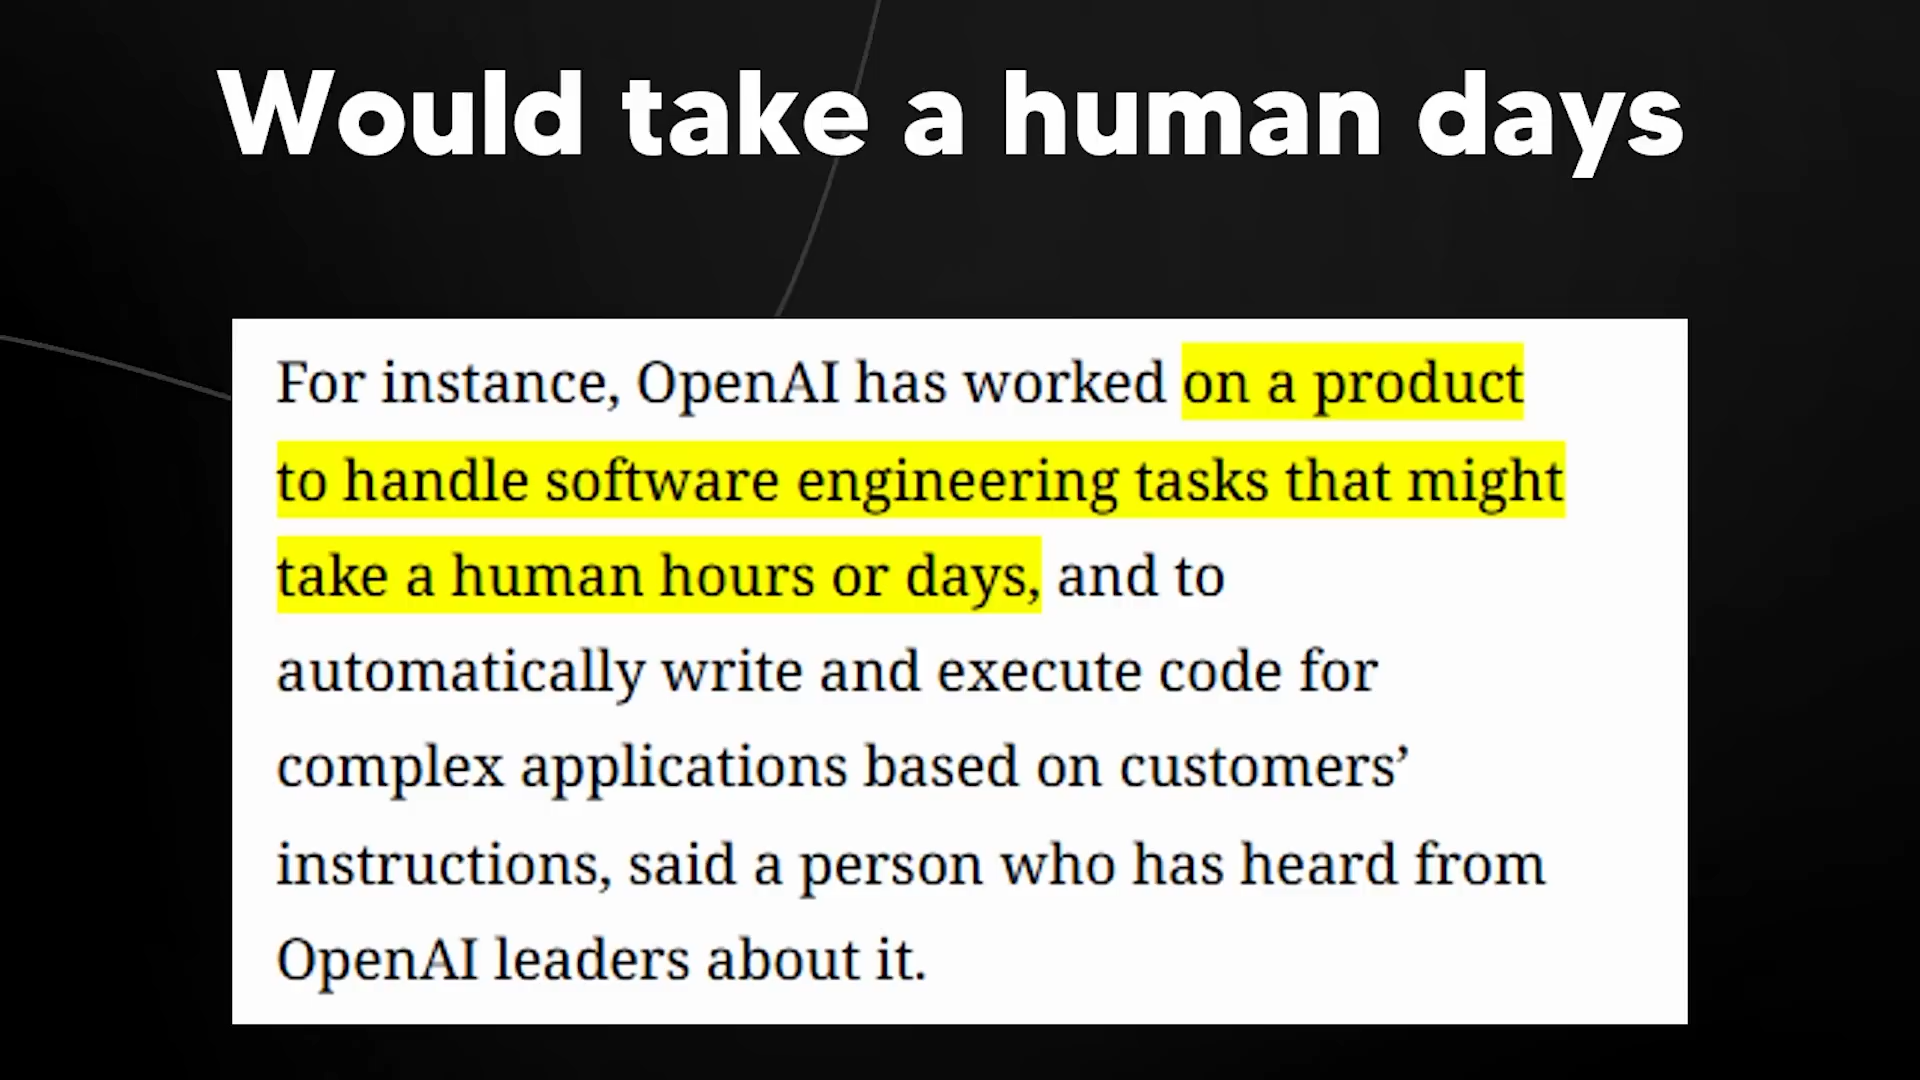 Would take a human days
For instance, OpenAI has worked on a product
to handle software engineering tasks that might
take a human hours or days, and to
automatically write and execute code for
complex applications based on customers’
instructions, said a person who has heard from
OpenAI leaders about it.